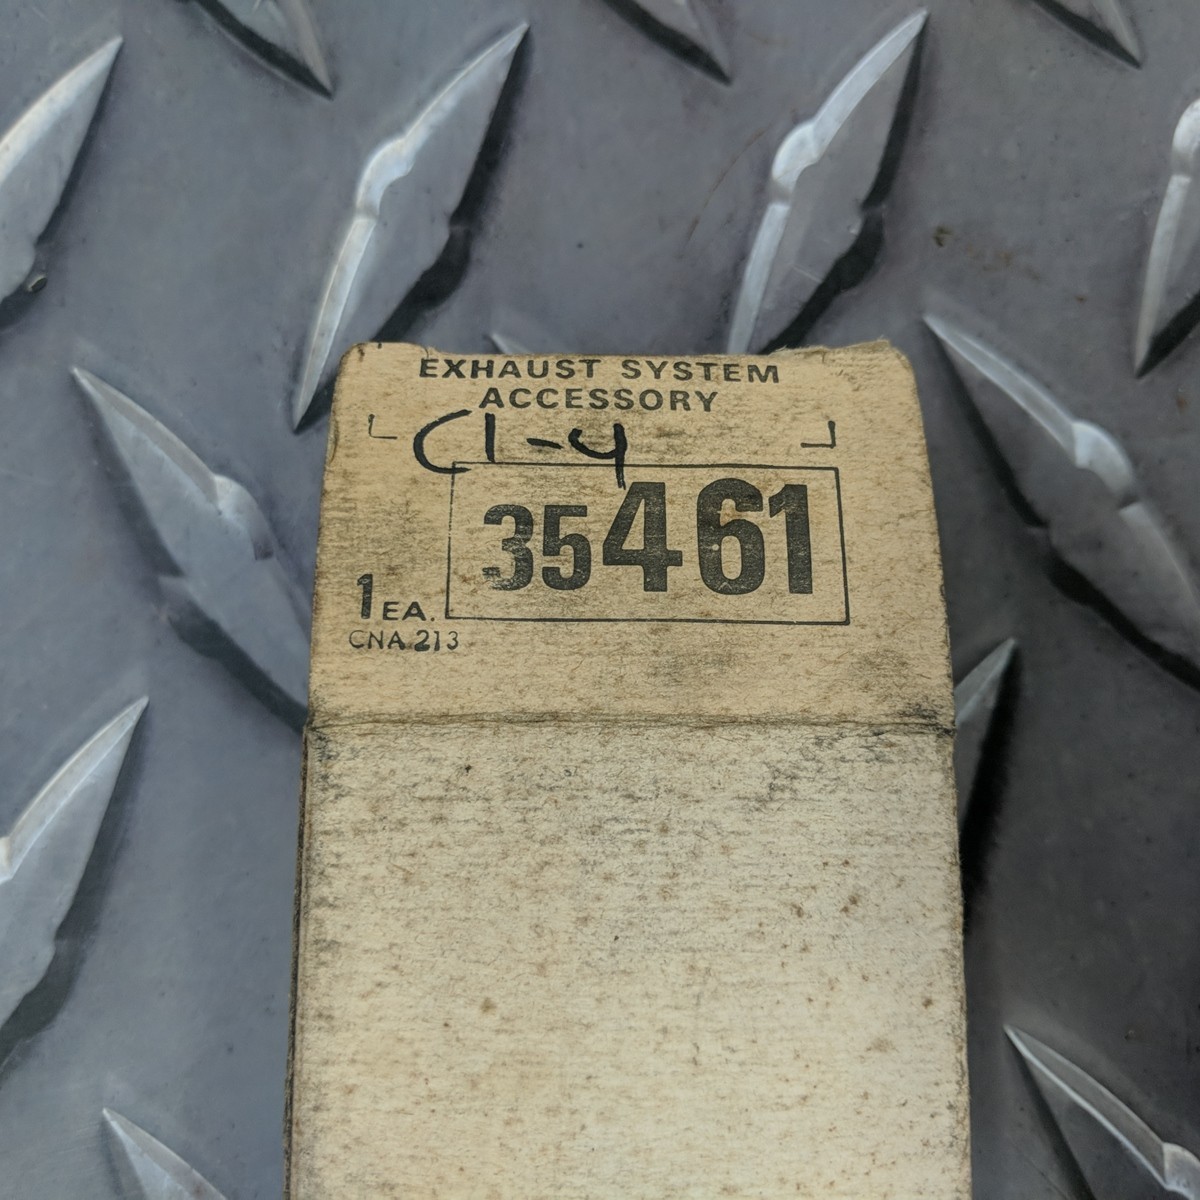 EXHAUST SYSTEM
ACCESSORY
C1-4
35461
1 EA.
CNA 213